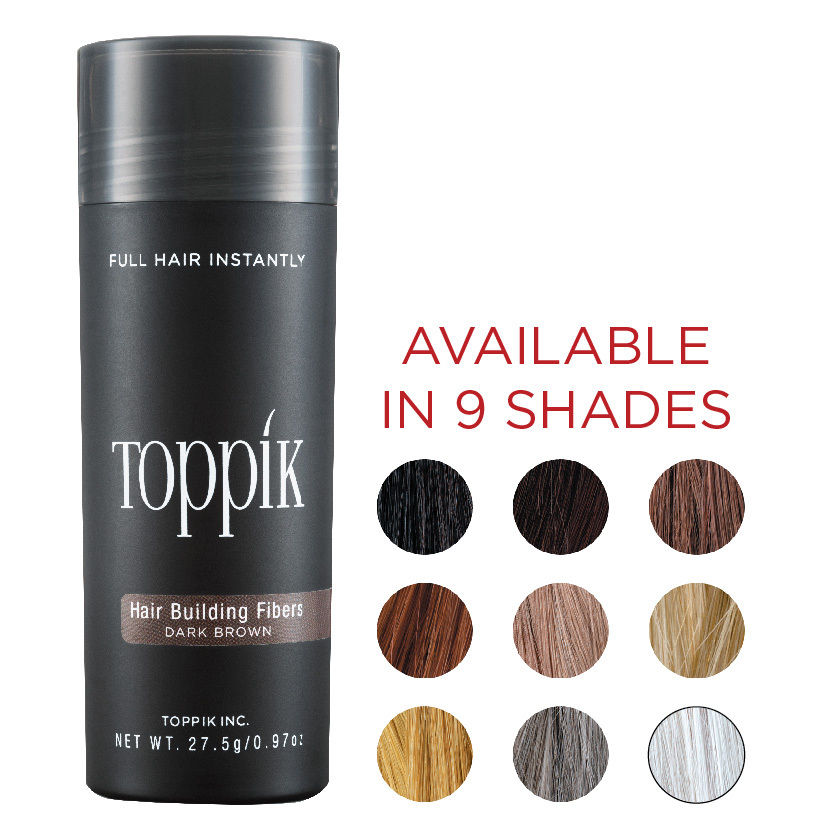 FULL HAIR INSTANTLY
Toppik
Hair Building Fibers
DARK BROWN
TOPPIK INC.
NET WT. 27.5g/0.97oz
AVAILABLE
IN 9 SHADES